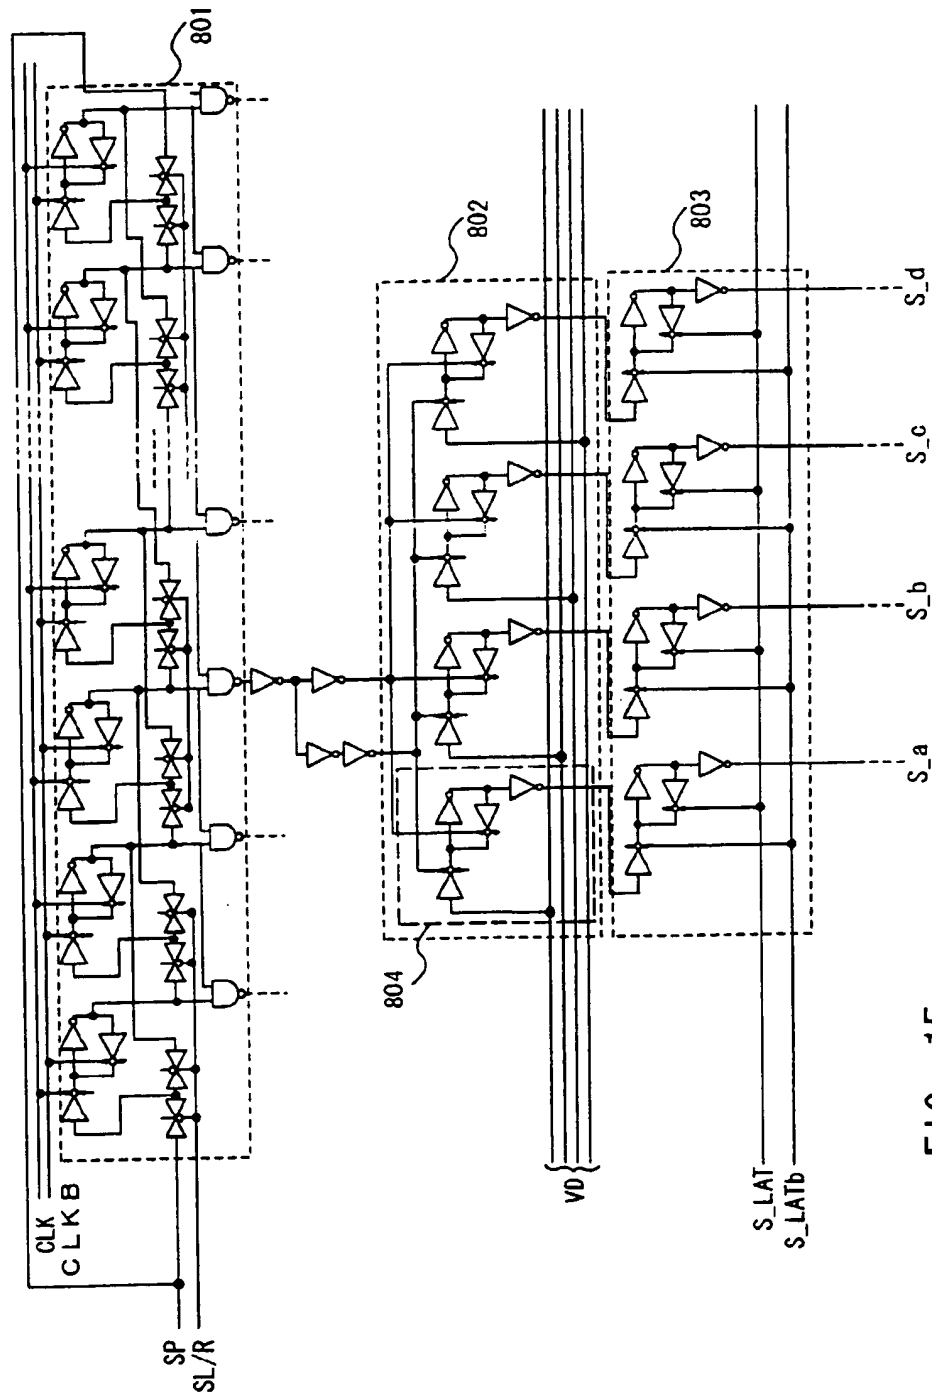 801
802
803
804
CLK
CLKB
SP
SL/R
VD
S_LAT
S_LATb
S_a
S_b
S_c
S_d